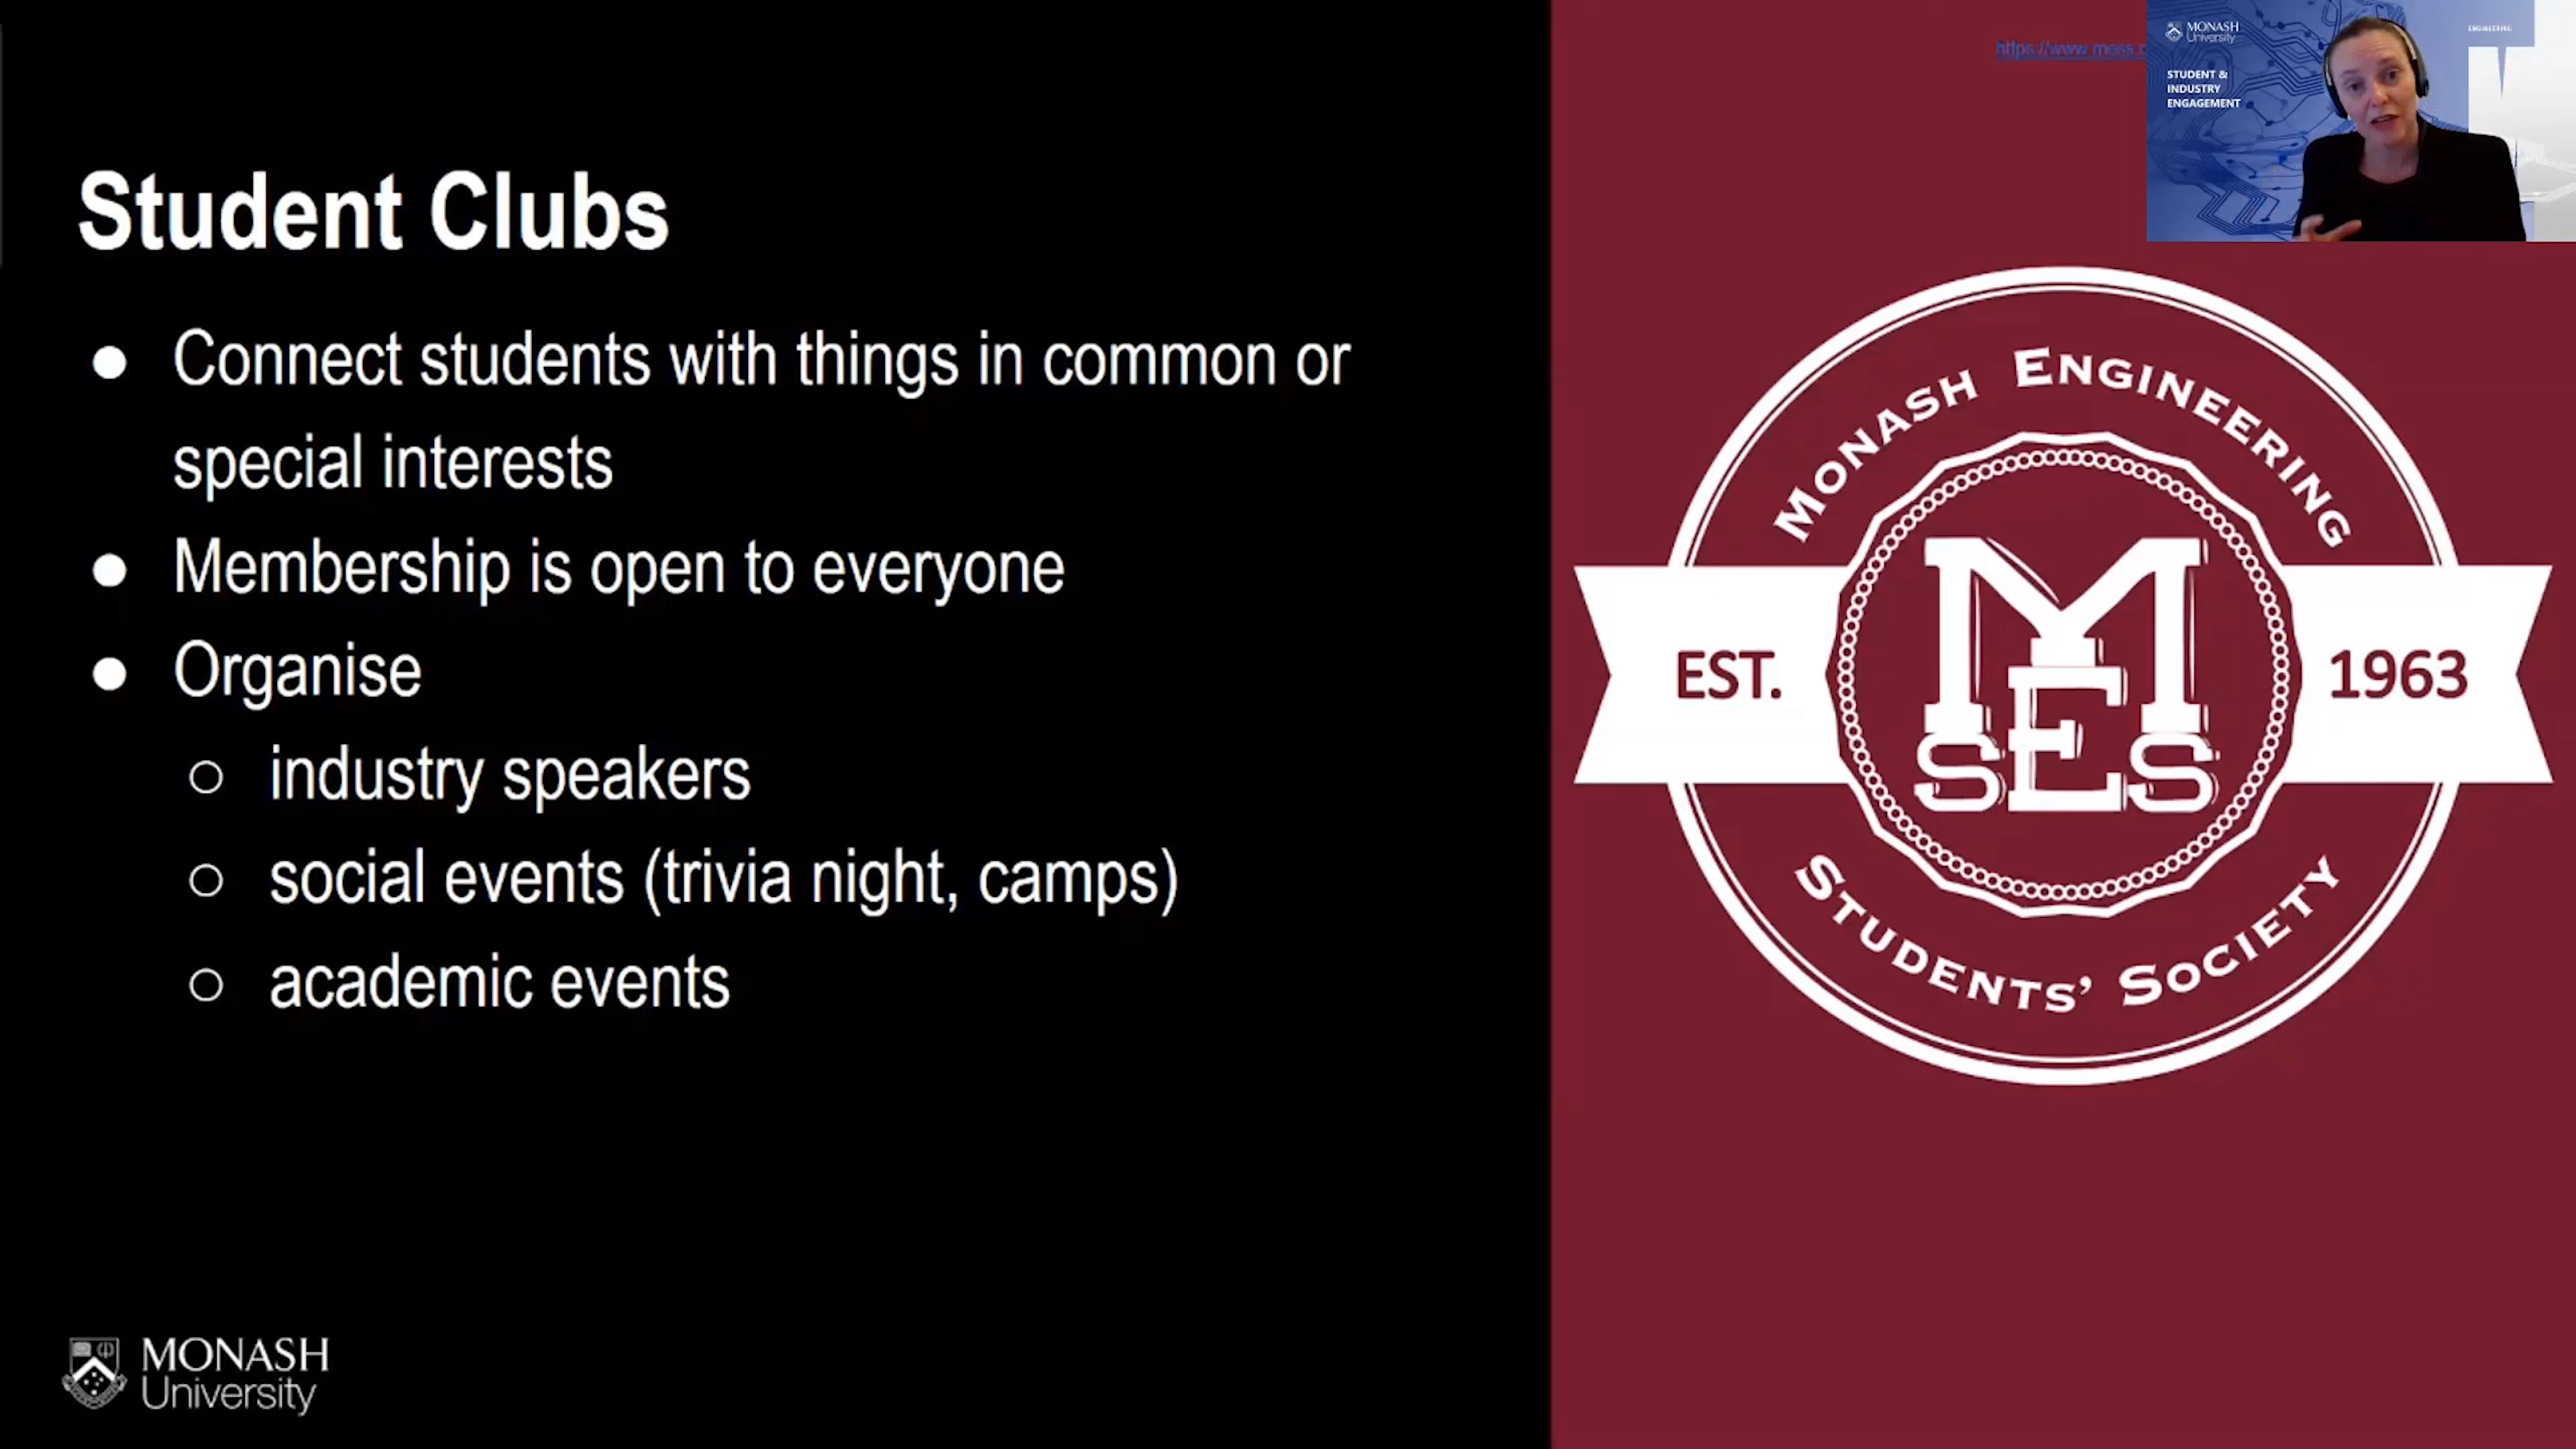 Student Clubs
● Connect students with things in common or
special interests
● Membership is open to everyone
● Organise
○ industry speakers
○ social events (trivia night, camps)
○ academic events
MONASH
University
MONASH
University
ENGINEERING
STUDENT &
INDUSTRY
ENGAGEMENT
MONASH ENGINEERING
EST.
MSES
1963
STUDENTS' SOCIETY